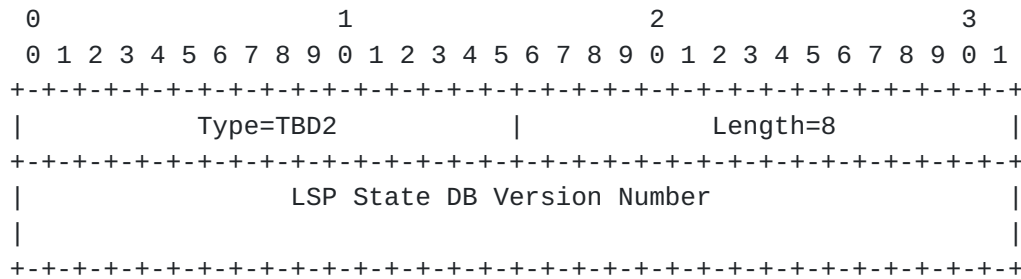 0                   1                   2                   3
 0 1 2 3 4 5 6 7 8 9 0 1 2 3 4 5 6 7 8 9 0 1 2 3 4 5 6 7 8 9 0 1
+-+-+-+-+-+-+-+-+-+-+-+-+-+-+-+-+-+-+-+-+-+-+-+-+-+-+-+-+-+-+-+-+
|           Type=TBD2           |            Length=8           |
+-+-+-+-+-+-+-+-+-+-+-+-+-+-+-+-+-+-+-+-+-+-+-+-+-+-+-+-+-+-+-+-+
|                 LSP State DB Version Number                   |
|                                                               |
+-+-+-+-+-+-+-+-+-+-+-+-+-+-+-+-+-+-+-+-+-+-+-+-+-+-+-+-+-+-+-+-+